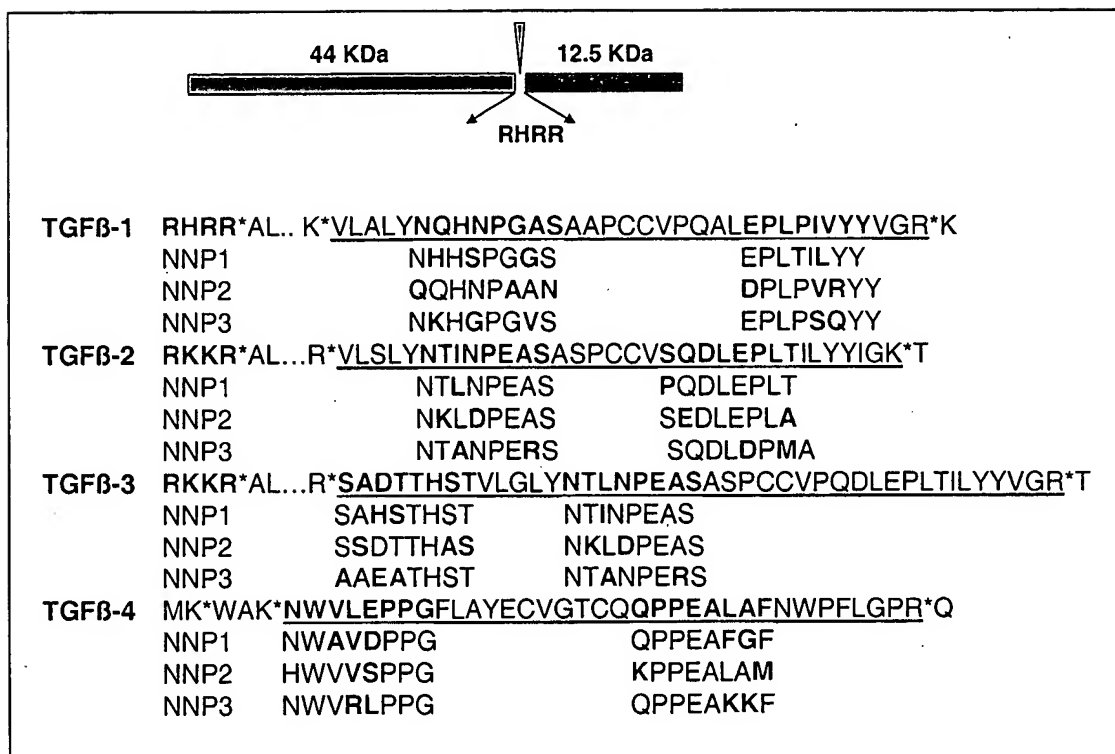 44 KDa 12.5 KDa
RHRR
TGFß-1 RHRR*AL.. K*VLALYNQHNPGASAAPCCVPQALEPLPIVYYVGR*K
NNP1 NHHSPGGS EPLTILYY
NNP2 QQHNPAAN DPLPVRYY
NNP3 NKHGPGVS EPLPSQYY
TGFß-2 RKKR*AL...R*VLSLYNTINPEASASPCCVSQDLEPLTILYYIGK*T
NNP1 NTLNPEAS PQDLEPLT
NNP2 NKLDPEAS SEDLEPLA
NNP3 NTANPERS SQDLDPMA
TGFß-3 RKKR*AL...R*SADTTHSTVLGLYNTLNPEASASPCCVPQDLEPLTILYYVGR*T
NNP1 SAHSTHST NTINPEAS
NNP2 SSDTTHAS NKLDPEAS
NNP3 AAEATHST NTANPERS
TGFß-4 MK*WAK*NWVLEPPGFLAYECVGTCQQPPEALAFNWPFLGPR*Q
NNP1 NWAVDPPG QPPEAFGF
NNP2 HWVVSPPG KPPEALAM
NNP3 NWVRLPPG QPPEAKKF